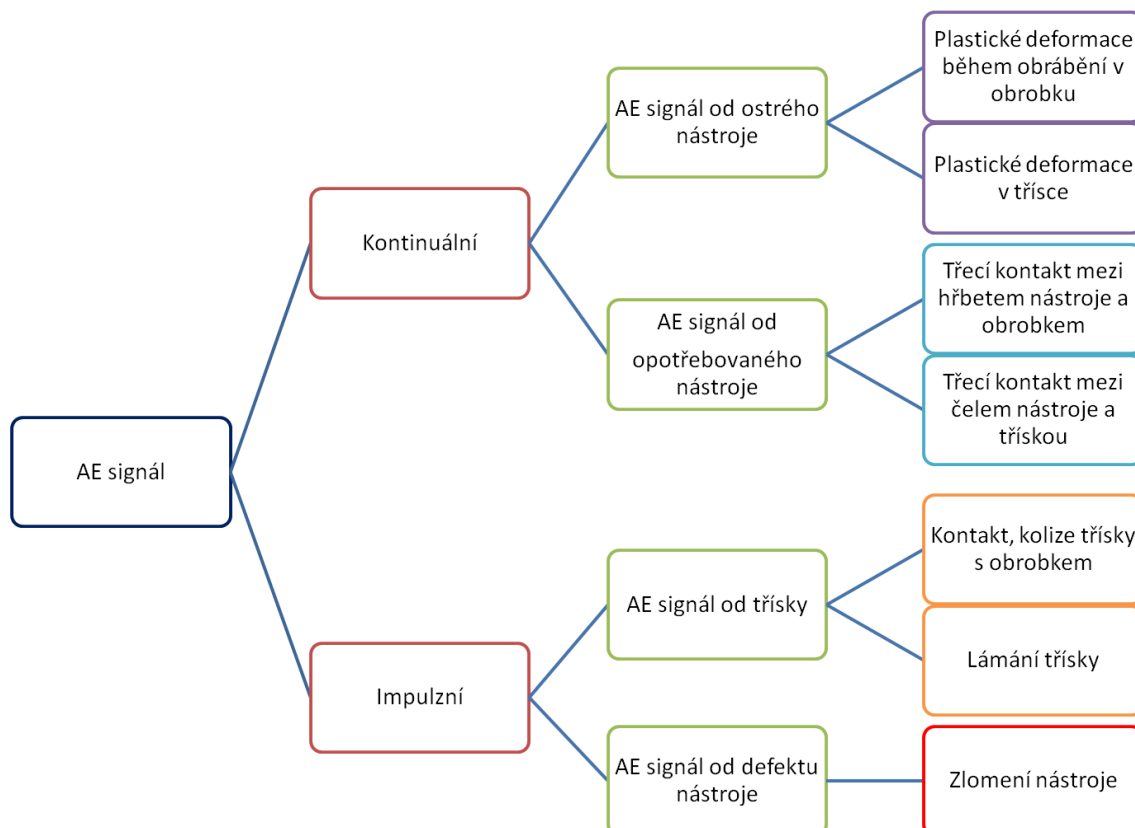 AE signál
Kontinuální
AE signál od ostrého
nástroje
Plastické deformace
během obrábění v
obrobku
Plastické deformace
v třísce
AE signál od
opotřebovaného
nástroje
Třecí kontakt mezi
hřbetem nástroje a
obrobkem
Třecí kontakt mezi
čelem nástroje a
třískou
Impulzní
AE signál od třísky
Kontakt, kolize třísky
s obrobkem
Lámání třísky
AE signál od defektu
nástroje
Zlomení nástroje